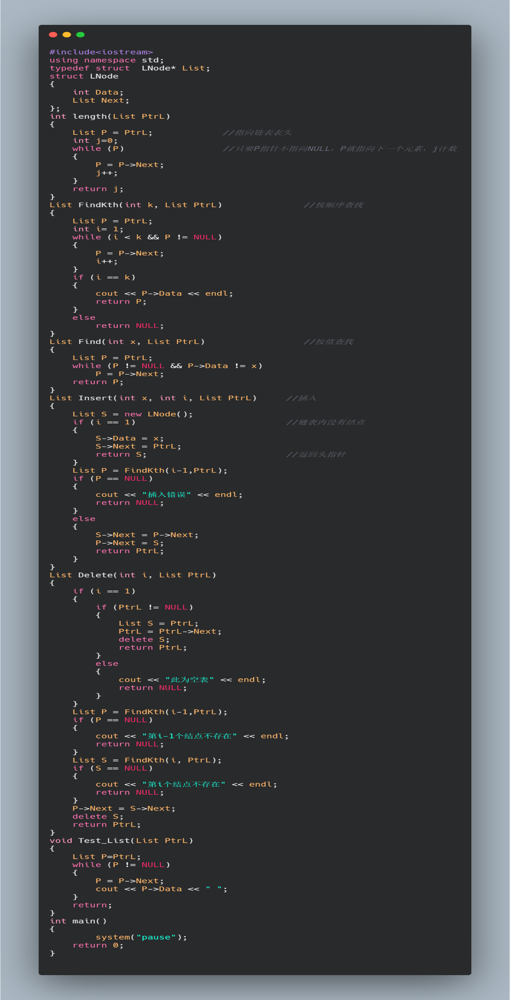 #include<iostream>
using namespace std;
typedef struct  LNode* List;
struct LNode
{
    int Data;
    List Next;
};
int length(List PtrL)
{
    List P = PtrL;            //指向链表表头
    int j=0;
    while (P)                 //只要P指针不指向NULL，P就指向下一个元素，j计数
    {
        P = P->Next;
        j++;
    }
    return j;
}
List FindKth(int k, List PtrL)              //按顺序查找
{
    List P = PtrL;
    int i= 1;
    while (i < k && P != NULL)
    {
        P = P->Next;
        i++;
    }
    if (i == k)
    {
        cout << P->Data << endl;
        return P;
    }
    else
        return NULL;
}
List Find(int x, List PtrL)                 //按值查找
{
    List P = PtrL;
    while (P != NULL && P->Data != x)
        P = P->Next;
    return P;
}
List Insert(int x, int i, List PtrL)     //插入
{
    List S = new LNode();
    if (i == 1)                          //链表内没有结点
    {
        S->Data = x;
        S->Next = PtrL;
        return S;                        //返回头指针
    }
    List P = FindKth(i-1,PtrL);
    if (P == NULL)
    {
        cout << "插入错误" << endl;
        return NULL;
    }
    else
    {
        S->Next = P->Next;
        P->Next = S;
        return PtrL;
    }
}
List Delete(int i, List PtrL)
{
    if (i == 1)
    {
        if (PtrL != NULL)
        {
            List S = PtrL;
            PtrL = PtrL->Next;
            delete S;
            return PtrL;
        }
        else
        {
            cout << "此为空表" << endl;
            return NULL;
        }
    }
    List P = FindKth(i-1,PtrL);
    if (P == NULL)
    {
        cout << "第i-1个结点不存在" << endl;
        return NULL;
    }
    List S = FindKth(i, PtrL);
    if (S == NULL)
    {
        cout << "第i个结点不存在" << endl;
        return NULL;
    }
    P->Next = S->Next;
    delete S;
    return PtrL;
}
void Test_List(List PtrL)
{
    List P=PtrL;
    while (P != NULL)
    {
        P = P->Next;
        cout << P->Data << " ";
    }
    return;
}
int main()
{
        system("pause");
    return 0;
}